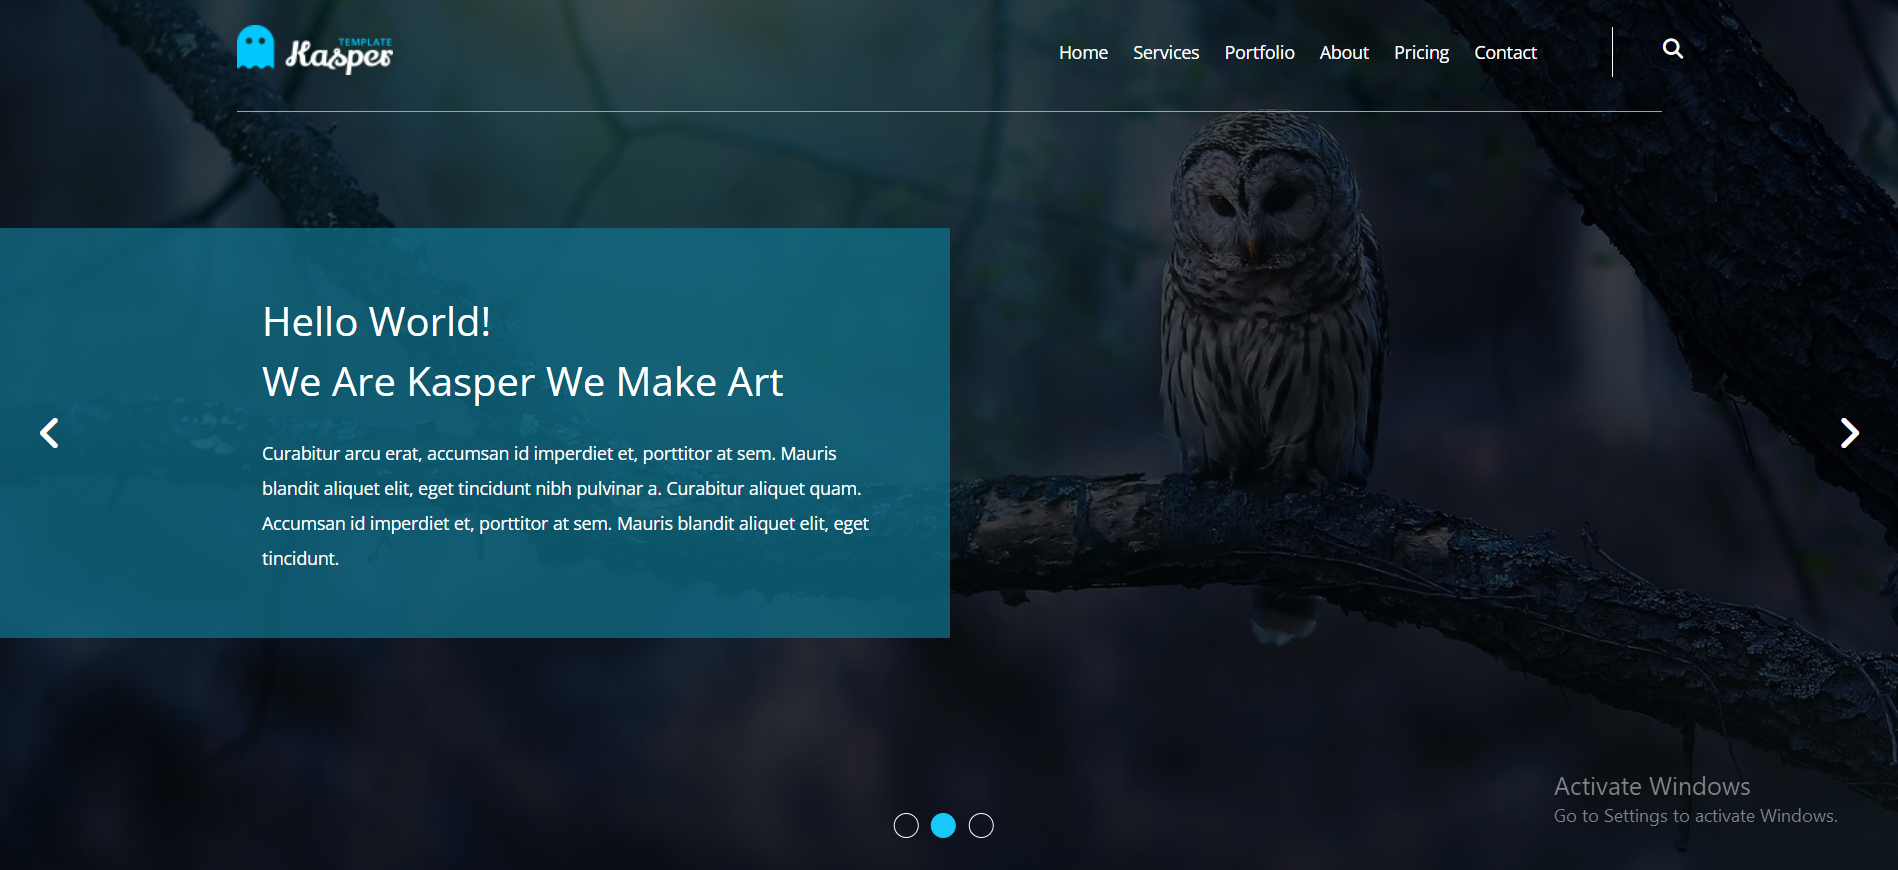 TEMPLATE
Kasper
Home Services Portfolio About Pricing Contact
Hello World!
We Are Kasper We Make Art
Curabitur arcu erat, accumsan id imperdiet et, porttitor at sem. Mauris
blandit aliquet elit, eget tincidunt nibh pulvinar a. Curabitur aliquet quam.
Accumsan id imperdiet et, porttitor at sem. Mauris blandit aliquet elit, eget
tincidunt.
Activate Windows
Go to Settings to activate Windows.